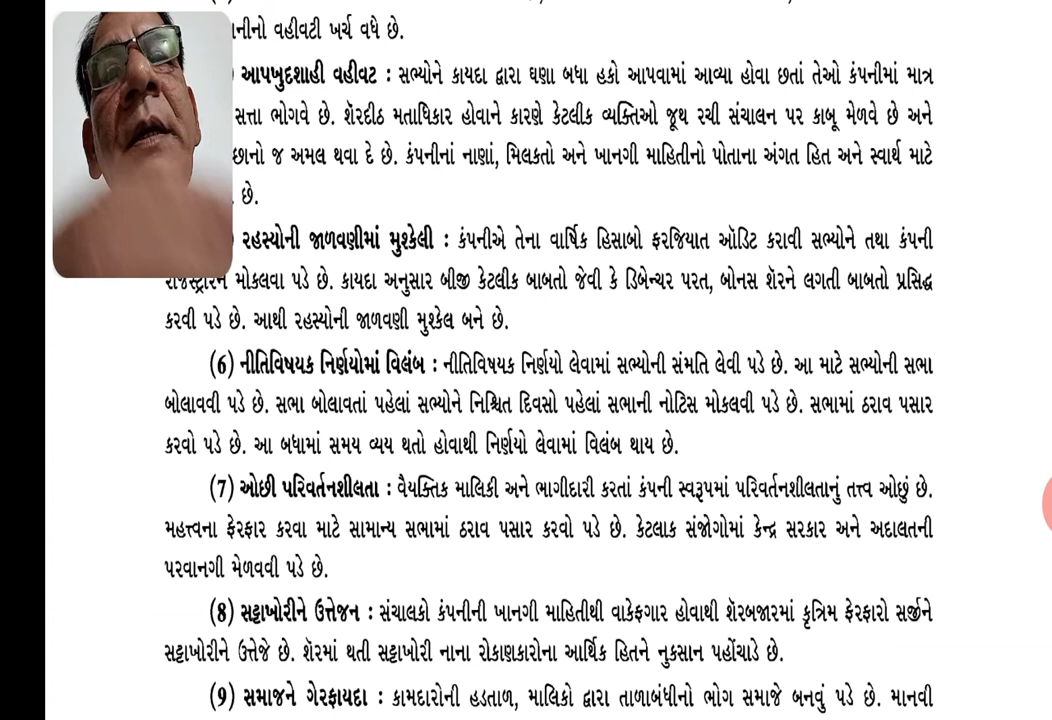 વહીવટી ખર્ચ વધે છે.
આપખુદશાહી વહીવટ : સભ્યોને કાયદા દ્વારા ઘણા બધા હકો આપવામાં આવ્યા હોવા છતાં તેઓ કંપનીમાં માત્ર
સત્તા ભોગવે છે. શૅરદીઠ મતાધિકાર હોવાને કારણે કેટલીક વ્યક્તિઓ જૂથ રચી સંચાલન પર કાબૂ મેળવે છે અને
જ અમલ થવા દે છે. કંપનીનાં નાણાં, મિલકતો અને ખાનગી માહિતીનો પોતાના અંગત હિત અને સ્વાર્થ માટે
છે.
રહસ્યોની જાળવણીમાં મુશ્કેલી : કંપનીએ તેના વાર્ષિક હિસાબો ફરજિયાત ઑડિટ કરાવી સભ્યોને તથા કંપની
મોકલવા પડે છે. કાયદા અનુસાર બીજી કેટલીક બાબતો જેવી કે ડિબેન્ચર પરત, બોનસ શૅરને લગતી બાબતો પ્રસિદ્ધ
કરવી પડે છે. આથી રહસ્યોની જાળવણી મુશ્કેલ બને છે.
(6) નીતિવિષયક નિર્ણયોમાં વિલંબ : નીતિવિષયક નિર્ણયો લેવામાં સભ્યોની સંમતિ લેવી પડે છે. આ માટે સભ્યોની સભા
બોલાવવી પડે છે. સભા બોલાવતાં પહેલાં સભ્યોને નિશ્ચિત દિવસો પહેલાં સભાની નોટિસ મોકલવી પડે છે. સભામાં ઠરાવ પસાર
કરવો પડે છે. આ બધામાં સમય વ્યય થતો હોવાથી નિર્ણયો લેવામાં વિલંબ થાય છે.
(7) ઓછી પરિવર્તનશીલતા : વૈયક્તિક માલિકી અને ભાગીદારી કરતાં કંપની સ્વરૂપમાં પરિવર્તનશીલતાનું તત્ત્વ ઓછું છે.
મહત્ત્વના ફેરફાર કરવા માટે સામાન્ય સભામાં ઠરાવ પસાર કરવો પડે છે. કેટલાક સંજોગોમાં કેન્દ્ર સરકાર અને અદાલતની
પરવાનગી મેળવવી પડે છે.
(8) સટ્ટાખોરીને ઉત્તેજન : સંચાલકો કંપનીની ખાનગી માહિતીથી વાકેફગાર હોવાથી શૅરબજારમાં કૃત્રિમ ફેરફારો સર્જીને
સટ્ટાખોરીને ઉત્તેજે છે. શૅરમાં થતી સટ્ટાખોરી નાના રોકાણકારોના આર્થિક હિતને નુકસાન પહોંચાડે છે.
(9) સમાજને ગેરફાયદા : કામદારોની હડતાળ, માલિકો દ્વારા તાળાબંધીનો ભોગ સમાજે બનવું પડે છે. માનવી